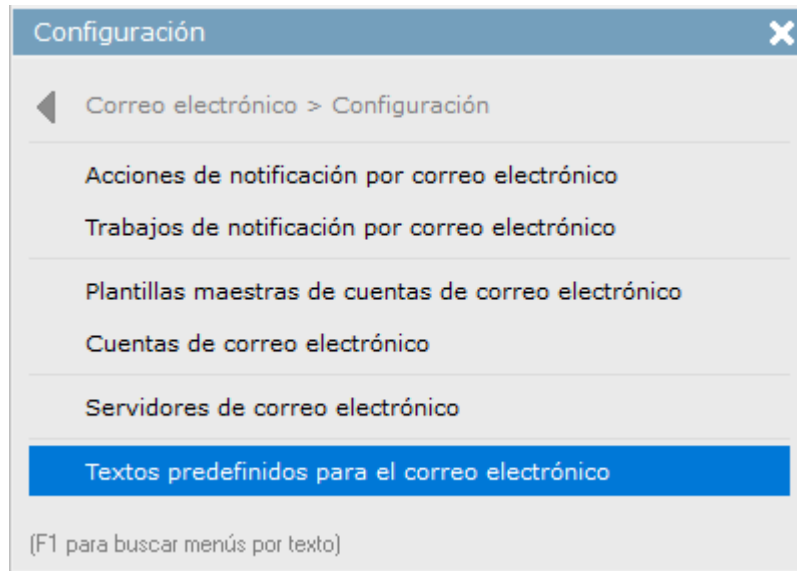 Configuración
Correo electrónico > Configuración
Acciones de notificación por correo electrónico
Trabajos de notificación por correo electrónico
Plantillas maestras de cuentas de correo electrónico
Cuentas de correo electrónico
Servidores de correo electrónico
Textos predefinidos para el correo electrónico
(F1 para buscar menús por texto)